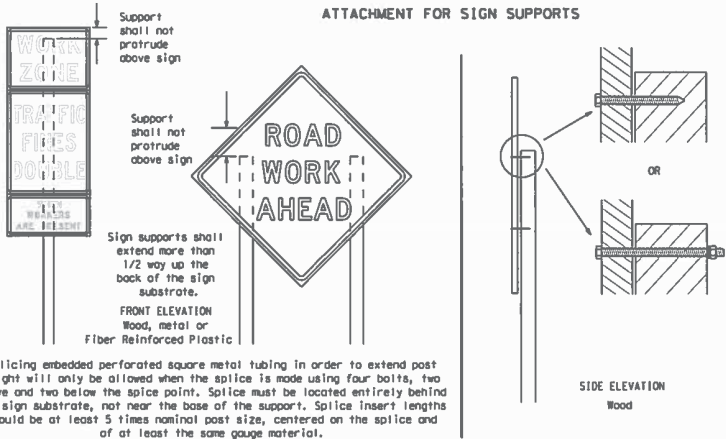 ATTACHMENT FOR SIGN SUPPORTS
Support
shall not
protrude
above sign
WORK
ZONE
TRAFFIC
FINES
DOUBLE
WHEN
WORKERS
ARE PRESENT
Support
shall not
protrude
above sign
ROAD
WORK
AHEAD
Sign supports shall
extend more than
1/2 way up the
back of the sign
substrate.
FRONT ELEVATION
Wood, metal or
Fiber Reinforced Plastic
OR
SIDE ELEVATION
Wood
licing embedded perforated square metal tubing in order to extend post
ght will only be allowed when the splice is made using four bolts, two
ve and two below the spice point. Splice must be located entirely behind
sign substrate, not near the base of the support. Splice insert lengths
ould be at least 5 times nominal post size, centered on the splice and
of at least the same gauge material.